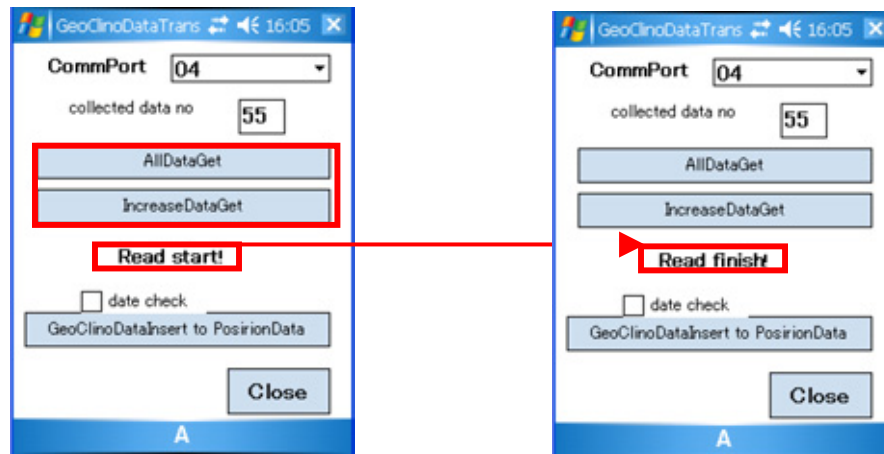 GeoClinoDataTrans 16:05
CommPort 04
collected data no 55
AllDataGet
IncreaseDataGet
Read start!
date check
GeoClinoDataInsert to PosirionData
Close
A
GeoClinoDataTrans 16:05
CommPort 04
collected data no 55
AllDataGet
IncreaseDataGet
Read finish!
date check
GeoClinoDataInsert to PosirionData
Close
A